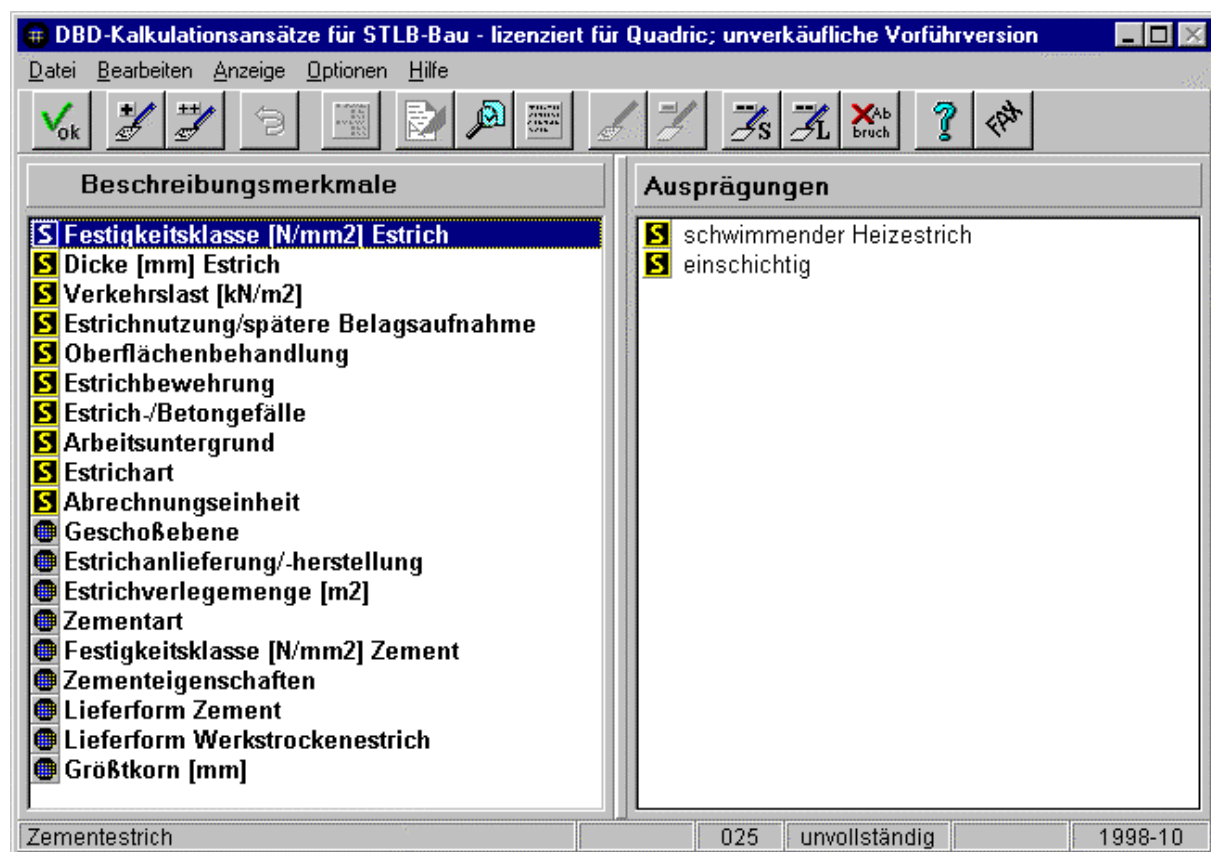 DBD-Kalkulationsansätze für STLB-Bau - lizenziert für Quadric; unverkäufliche Vorführversion
Datei Bearbeiten Anzeige Optionen Hilfe
ok + ++ S L Ab bruch ? FAX
Beschreibungsmerkmale
S Festigkeitsklasse [N/mm2] Estrich
S Dicke [mm] Estrich
S Verkehrslast [kN/m2]
S Estrichnutzung/spätere Belagsaufnahme
S Oberflächenbehandlung
S Estrichbewehrung
S Estrich-/Betongefälle
S Arbeitsuntergrund
S Estrichart
S Abrechnungseinheit
Geschoßebene
Estrichanlieferung/-herstellung
Estrichverlegemenge [m2]
Zementart
Festigkeitsklasse [N/mm2] Zement
Zementeigenschaften
Lieferform Zement
Lieferform Werkstrockenestrich
Größtkorn [mm]
Ausprägungen
S schwimmender Heizestrich
S einschichtig
Zementestrich 025 unvollständig 1998-10